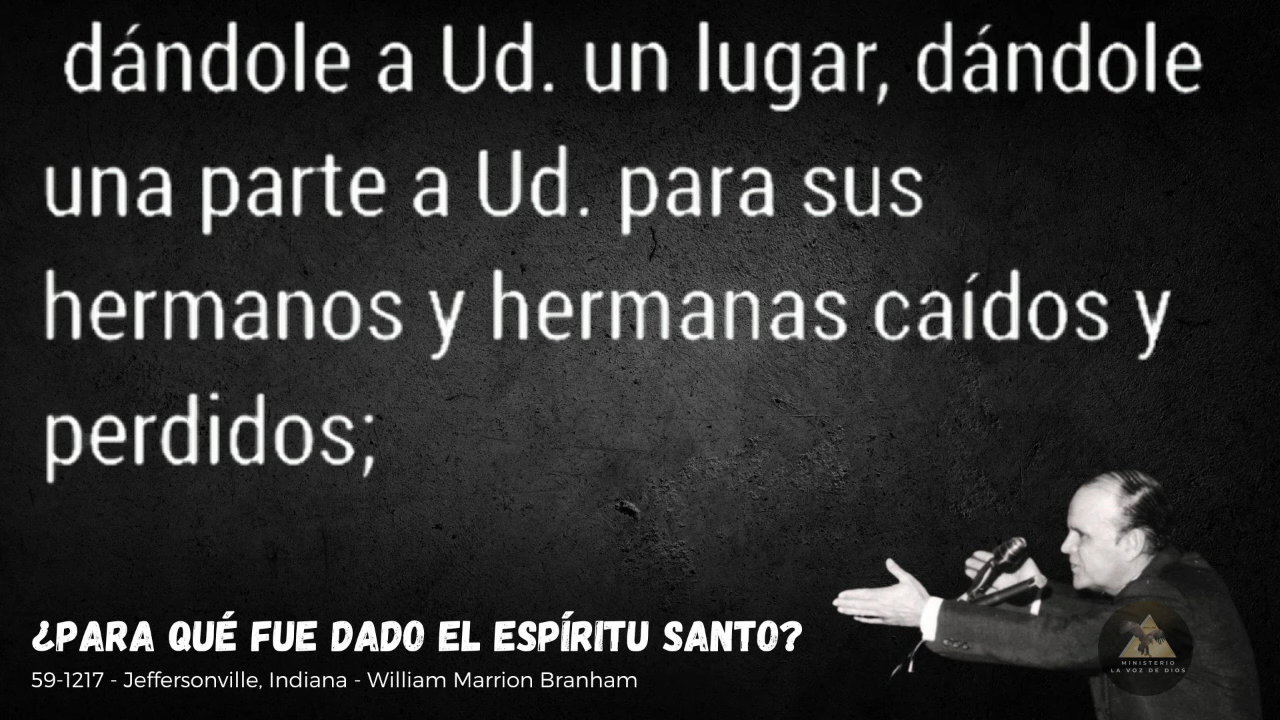 dándole a Ud. un lugar, dándole
una parte a Ud. para sus
hermanos y hermanas caídos y
perdidos;
¿PARA QUÉ FUE DADO EL ESPÍRITU SANTO?
59-1217 - Jeffersonville, Indiana - William Marrion Branham
MINISTERIO
LA VOZ DE DIOS